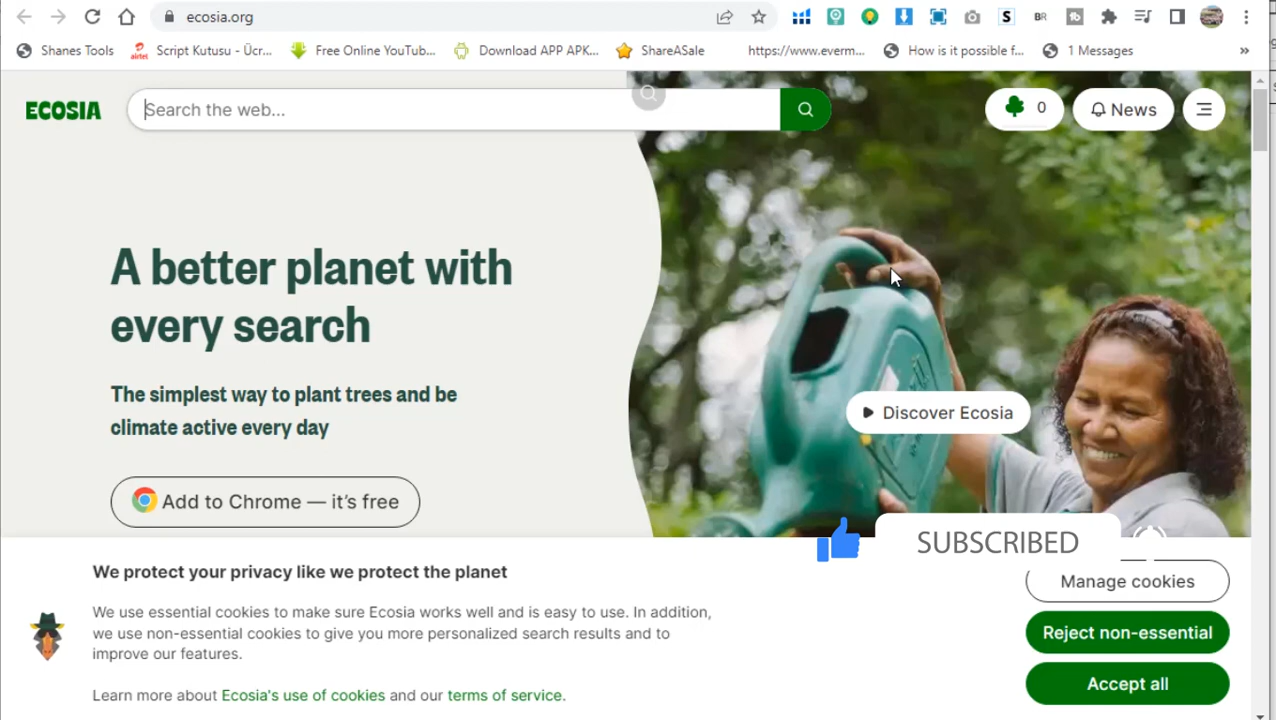 ecosia.org
S
BR
tb
Shanes Tools
airtel
Script Kutusu - Ücr...
Free Online YouTub...
Download APP APK...
ShareASale
https://www.everm...
How is it possible f...
1 Messages
»
ECOSIA
Search the web...
0
News
A better planet with
every search
The simplest way to plant trees and be
climate active every day
Discover Ecosia
Add to Chrome — it's free
SUBSCRIBED
We protect your privacy like we protect the planet
Manage cookies
We use essential cookies to make sure Ecosia works well and is easy to use. In addition,
we use non-essential cookies to give you more personalized search results and to
improve our features.
Reject non-essential
Learn more about Ecosia's use of cookies and our terms of service.
Accept all